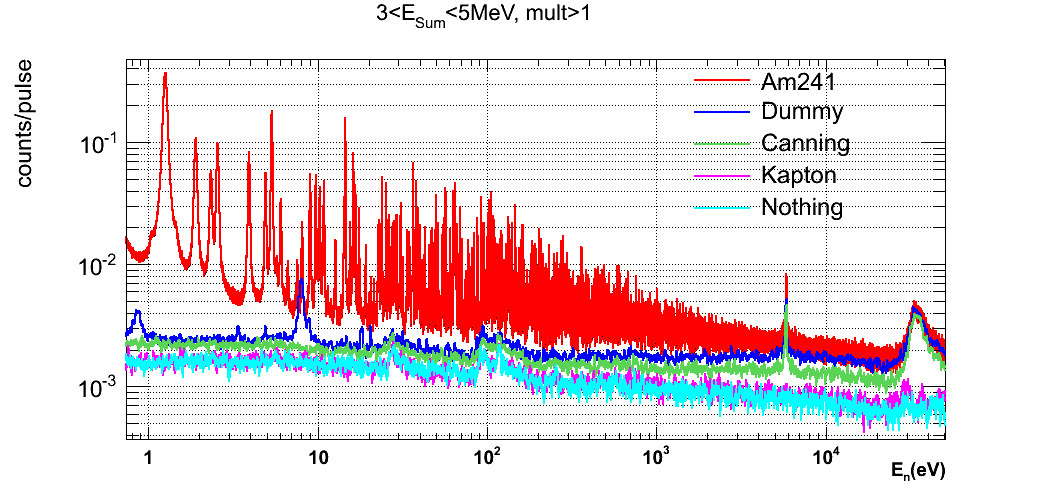 3<E_Sum<5MeV, mult>1
counts/pulse
Am241
Dummy
Canning
Kapton
Nothing
10^-1
10^-2
10^-3
1 10 10^2 10^3 10^4
E_n(eV)